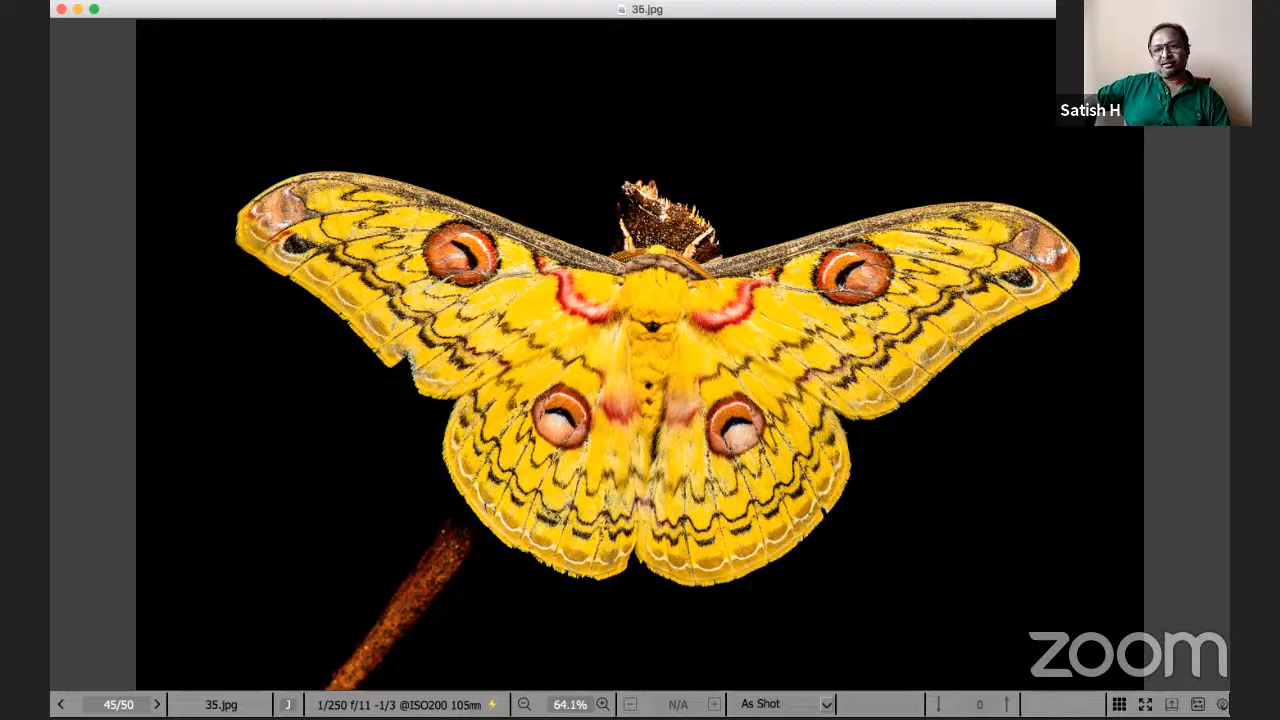 35.jpg
Satish H
zoom
45/50
35.jpg
J
1/250 f/11 -1/3 @ISO200 105mm
64.1%
N/A
As Shot
0